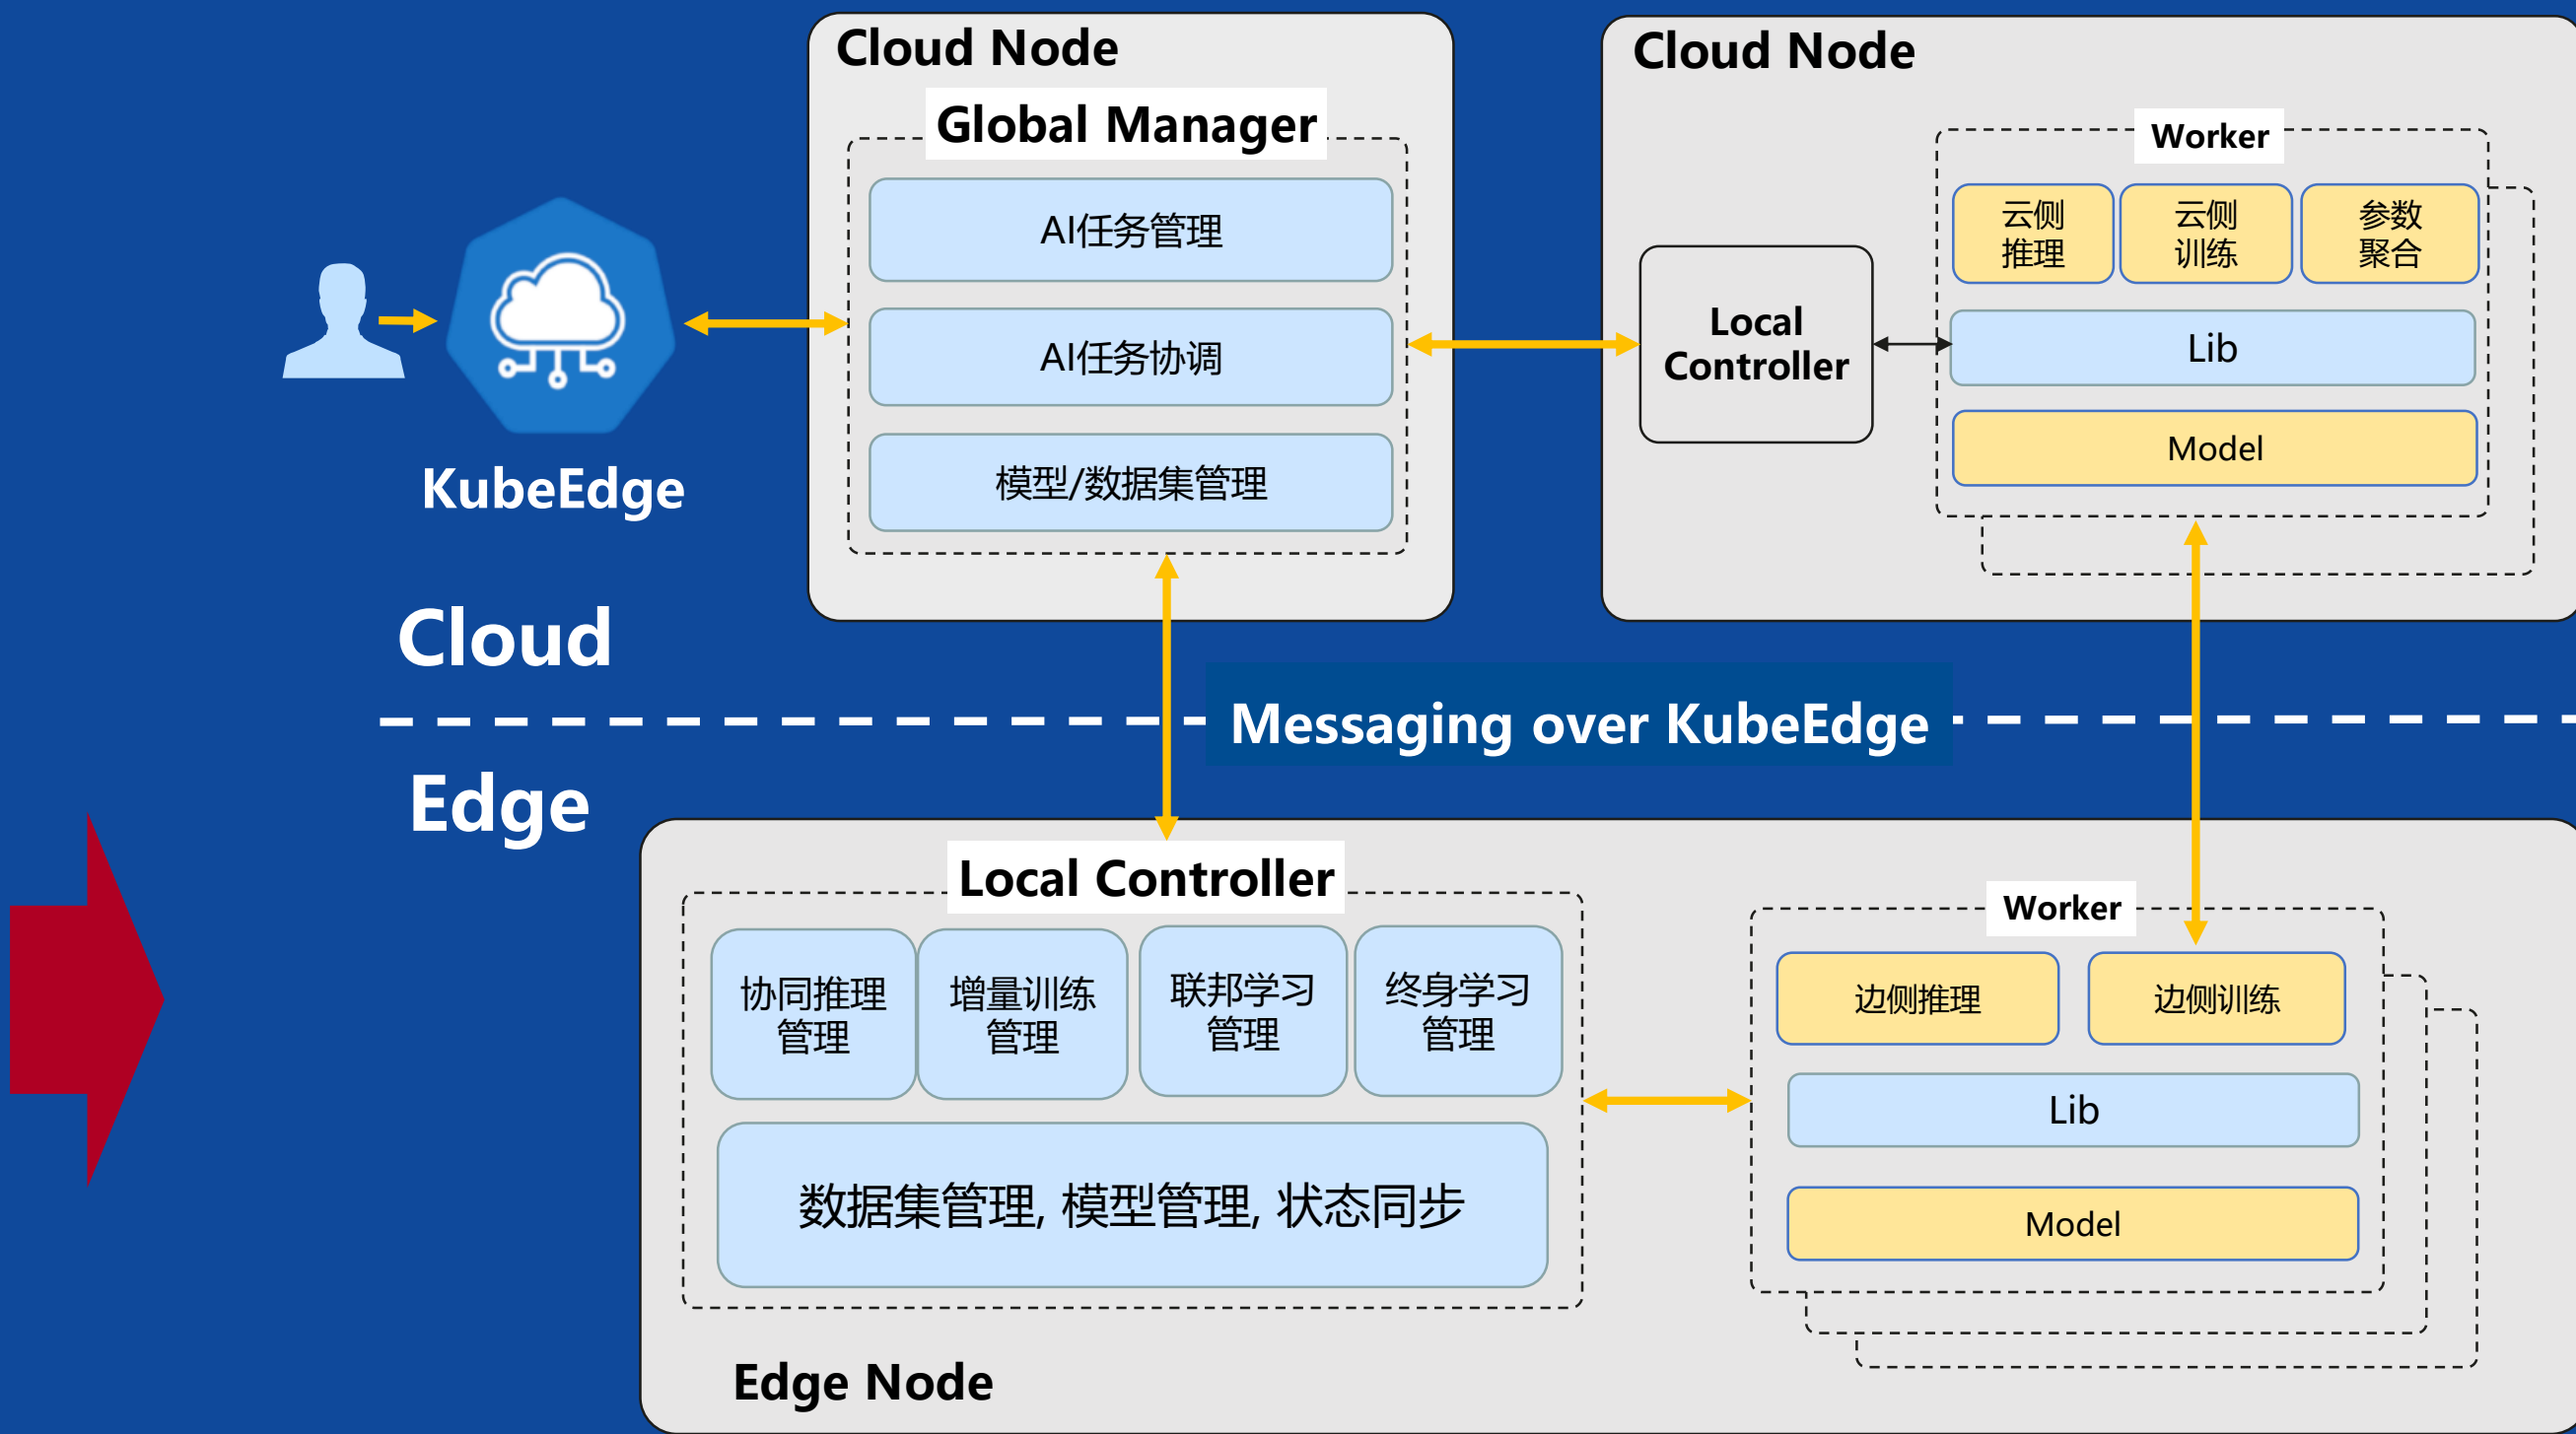 Cloud Node
Global Manager
AI任务管理
AI任务协调
模型/数据集管理
KubeEdge
Cloud Node
Worker
云侧
推理
云侧
训练
参数
聚合
Local
Controller
Lib
Model
Cloud
Messaging over KubeEdge
Edge
Local Controller
协同推理
管理
增量训练
管理
联邦学习
管理
终身学习
管理
数据集管理, 模型管理, 状态同步
Worker
边侧推理
边侧训练
Lib
Model
Edge Node